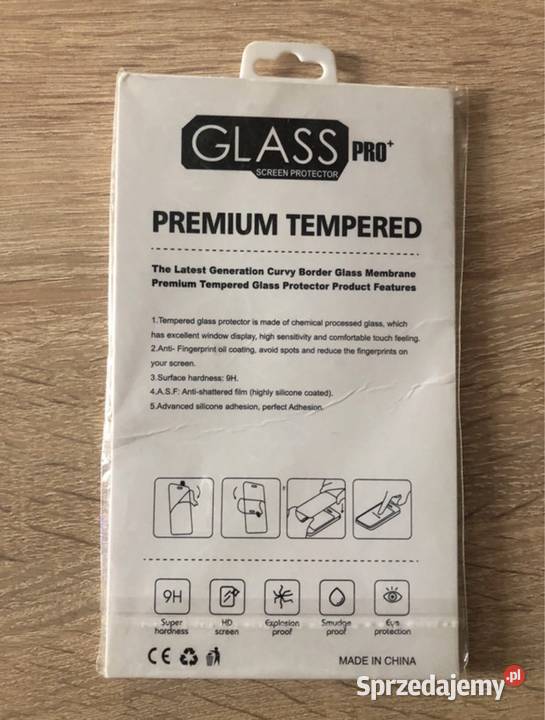 GLASS PRO+
SCREEN PROTECTOR
PREMIUM TEMPERED
The Latest Generation Curvy Border Glass Membrane
Premium Tempered Glass Protector Product Features
1.Tempered glass protector is made of chemical processed glass, which
has excellent window display, high sensitivity and comfortable touch feeling.
2.Anti- Fingerprint oil coating, avoid spots and reduce the fingerprints on
your screen.
3.Surface hardness: 9H.
4.A.S.F: Anti-shattered film (highly silicone coated).
5.Advanced silicone adhesion, perfect Adhesion.
9H
Super HD Explosion Smudge Eye
hardness screen proof proof protection
CE MADE IN CHINA
Sprzedajemy.pl